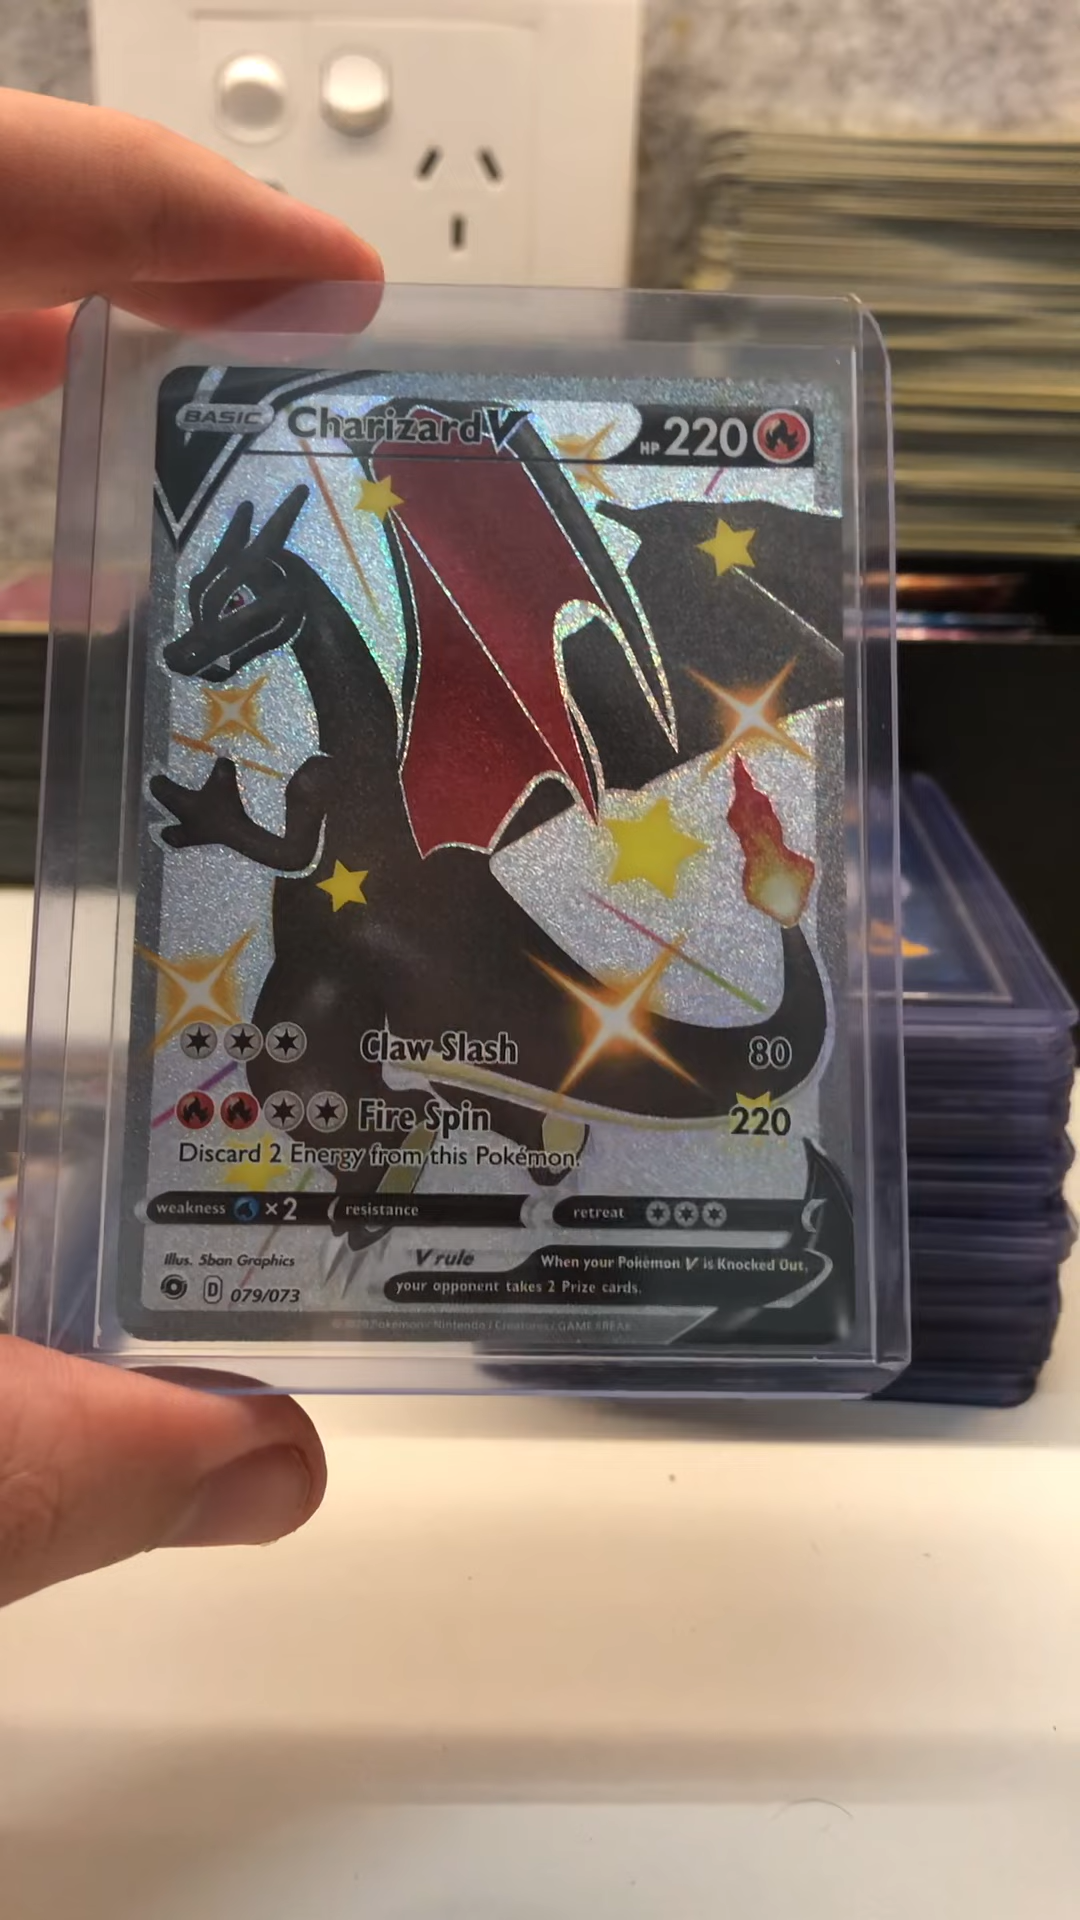 BASIC Charizard V HP 220
Claw Slash 80
Fire Spin 220
Discard 2 Energy from this Pokémon.
weakness ×2 resistance retreat
Illus. 5ban Graphics
V rule When your Pokémon V is Knocked Out,
your opponent takes 2 Prize cards.
D 079/073
©2020 Pokémon / Nintendo / Creatures / GAME FREAK